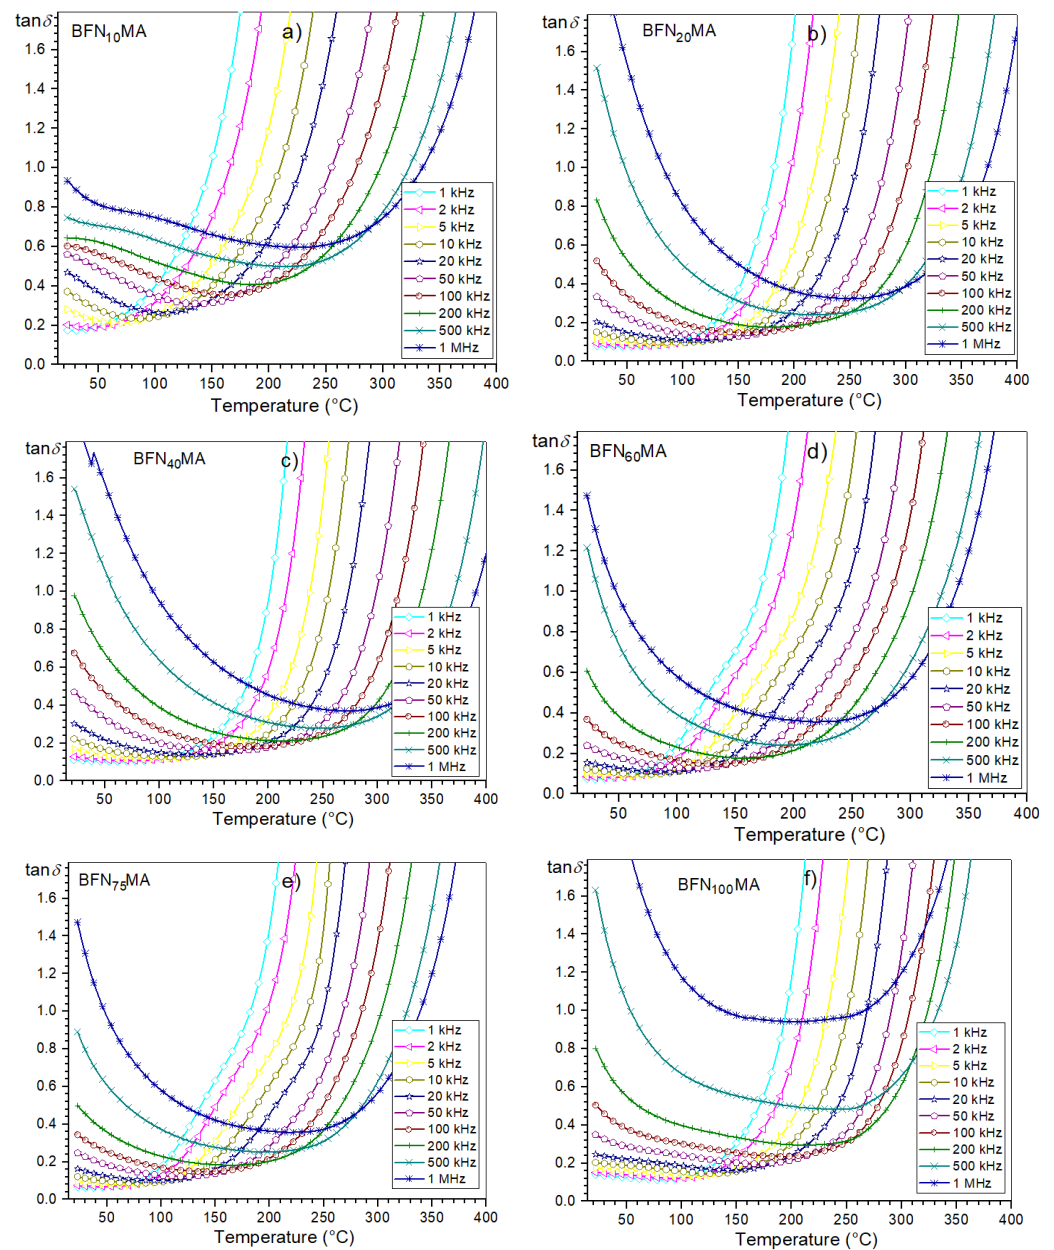 tanδ
BFN10MA
a)
1.6
1.4
1.2
1.0
0.8
0.6
0.4
0.2
0.0
1 kHz
2 kHz
5 kHz
10 kHz
20 kHz
50 kHz
100 kHz
200 kHz
500 kHz
1 MHz
50 100 150 200 250 300 350 400
Temperature (°C)
tanδ
BFN20MA
b)
1.6
1.4
1.2
1.0
0.8
0.6
0.4
0.2
0.0
1 kHz
2 kHz
5 kHz
10 kHz
20 kHz
50 kHz
100 kHz
200 kHz
500 kHz
1 MHz
50 100 150 200 250 300 350 400
Temperature (°C)
tanδ
BFN40MA
c)
1.6
1.4
1.2
1.0
0.8
0.6
0.4
0.2
0.0
1 kHz
2 kHz
5 kHz
10 kHz
20 kHz
50 kHz
100 kHz
200 kHz
500 kHz
1 MHz
50 100 150 200 250 300 350 400
Temperature (°C)
tanδ
BFN60MA
d)
1.6
1.4
1.2
1.0
0.8
0.6
0.4
0.2
0.0
1 kHz
2 kHz
5 kHz
10 kHz
20 kHz
50 kHz
100 kHz
200 kHz
500 kHz
1 MHz
50 100 150 200 250 300 350 400
Temperature (°C)
tanδ
BFN75MA
e)
1.6
1.4
1.2
1.0
0.8
0.6
0.4
0.2
0.0
1 kHz
2 kHz
5 kHz
10 kHz
20 kHz
50 kHz
100 kHz
200 kHz
500 kHz
1 MHz
50 100 150 200 250 300 350 400
Temperature (°C)
tanδ
BFN100MA
f)
1.6
1.4
1.2
1.0
0.8
0.6
0.4
0.2
0.0
1 kHz
2 kHz
5 kHz
10 kHz
20 kHz
50 kHz
100 kHz
200 kHz
500 kHz
1 MHz
50 100 150 200 250 300 350 400
Temperature (°C)